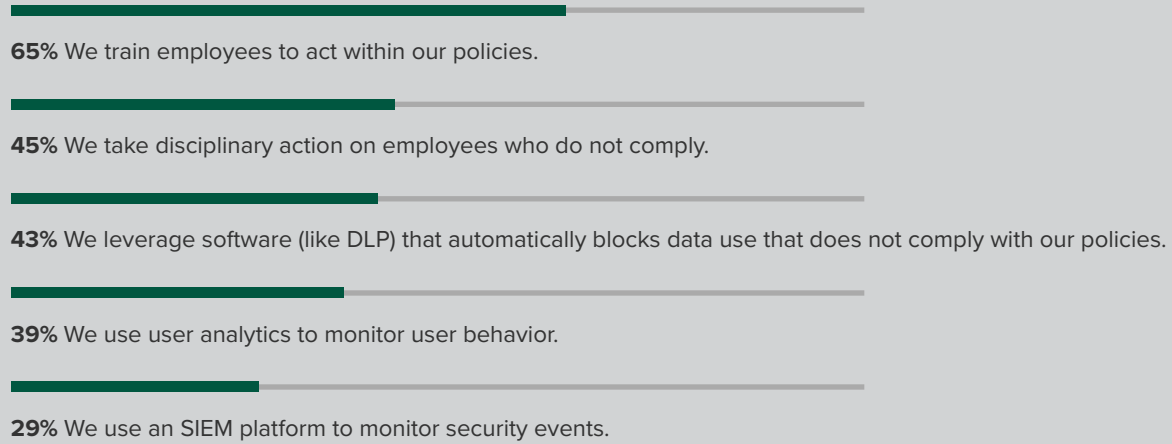 65% We train employees to act within our policies.
45% We take disciplinary action on employees who do not comply.
43% We leverage software (like DLP) that automatically blocks data use that does not comply with our policies.
39% We use user analytics to monitor user behavior.
29% We use an SIEM platform to monitor security events.